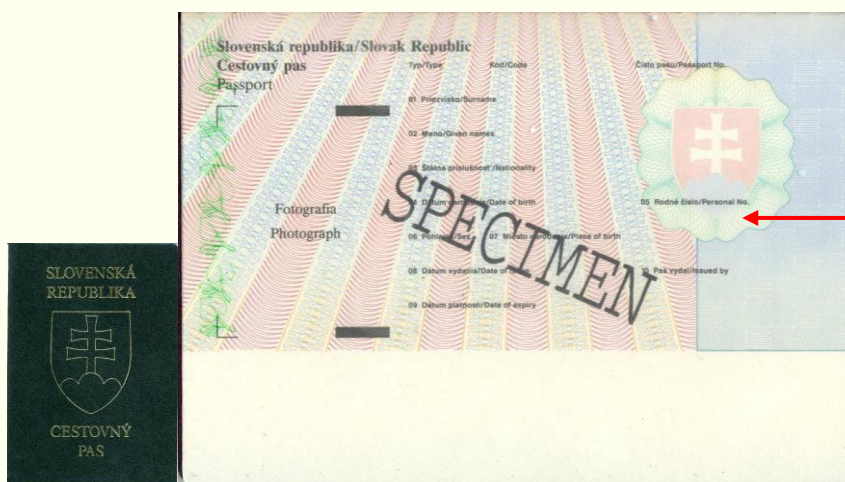 Slovenská republika/Slovak Republic
Cestovný pas
Passport
Typ/Type Kód/Code Číslo pasu/Passport No.
01 Priezvisko/Surname
02 Meno/Given names
03 Štátna príslušnosť/Nationality
04 Dátum narodenia/Date of birth 05 Rodné číslo/Personal No.
Fotografia
Photograph
06 Pohlavie/Sex 07 Miesto narodenia/Place of birth
08 Dátum vydania/Date of 10 Pas vydal/Issued by
09 Dátum platnosti/Date of expiry
SPECIMEN
SLOVENSKÁ
REPUBLIKA
CESTOVNÝ
PAS